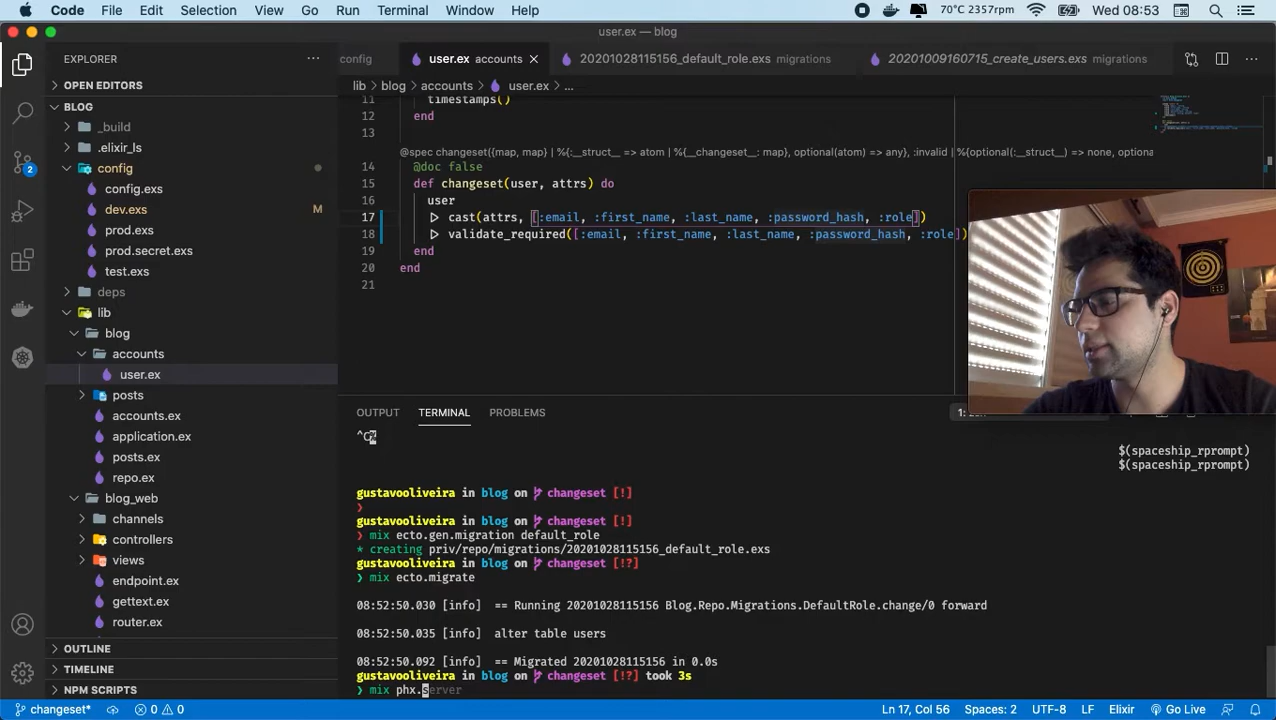 Code File Edit Selection View Go Run Terminal Window Help 70°C 2357rpm Wed 08:53
user.ex — blog
EXPLORER
config user.ex accounts 20201028115156_default_role.exs migrations 20201009160715_create_users.exs migrations
OPEN EDITORS
lib > blog > accounts > user.ex > ...
BLOG
_build
.elixir_ls
config
config.exs
dev.exs M
prod.exs
prod.secret.exs
test.exs
deps
lib
blog
accounts
user.ex
posts
accounts.ex
application.ex
posts.ex
repo.ex
blog_web
channels
controllers
views
endpoint.ex
gettext.ex
router.ex
OUTLINE
TIMELINE
NPM SCRIPTS
2
11 timestamps()
12 end
13
@spec changeset({map, map} | %{:__struct__ => atom | %{__changeset__: map}, optional(atom) => any}, :invalid | %{optional(:__struct__) => none, optiona
14 @doc false
15 def changeset(user, attrs) do
16 user
17 |> cast(attrs, [:email, :first_name, :last_name, :password_hash, :role])
18 |> validate_required([:email, :first_name, :last_name, :password_hash, :role])
19 end
20 end
21
OUTPUT TERMINAL PROBLEMS
$(spaceship_rprompt)
$(spaceship_rprompt)
gustavooliveira in blog on changeset [!]
❯
gustavooliveira in blog on changeset [!]
❯ mix ecto.gen.migration default_role
* creating priv/repo/migrations/20201028115156_default_role.exs
gustavooliveira in blog on changeset [!?]
❯ mix ecto.migrate
08:52:50.030 [info] == Running 20201028115156 Blog.Repo.Migrations.DefaultRole.change/0 forward
08:52:50.035 [info] alter table users
08:52:50.092 [info] == Migrated 20201028115156 in 0.0s
gustavooliveira in blog on changeset [!?] took 3s
❯ mix phx.server
changeset* 0 0 Ln 17, Col 56 Spaces: 2 UTF-8 LF Elixir Go Live